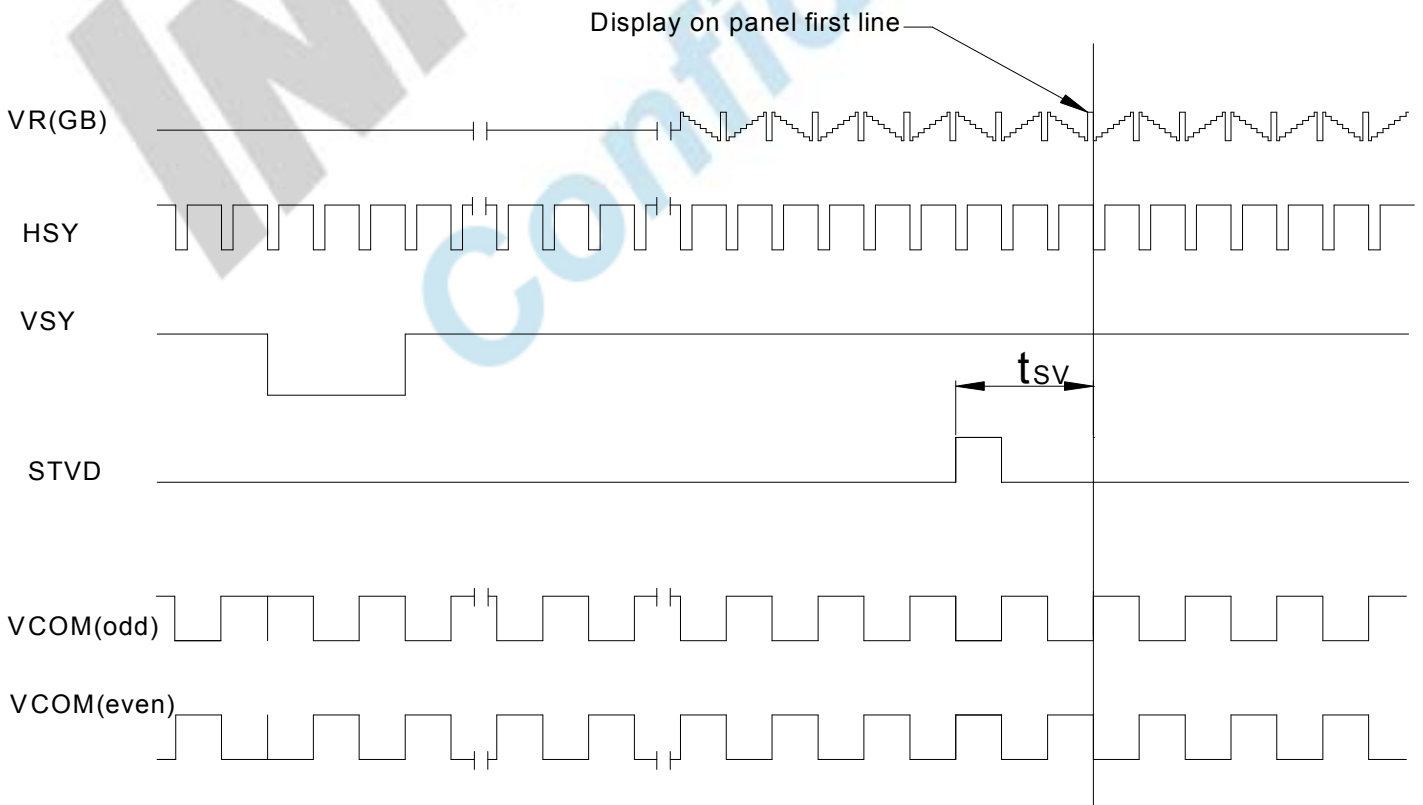 Display on panel first line
VR(GB)
HSY
VSY
tsv
STVD
VCOM(odd)
VCOM(even)